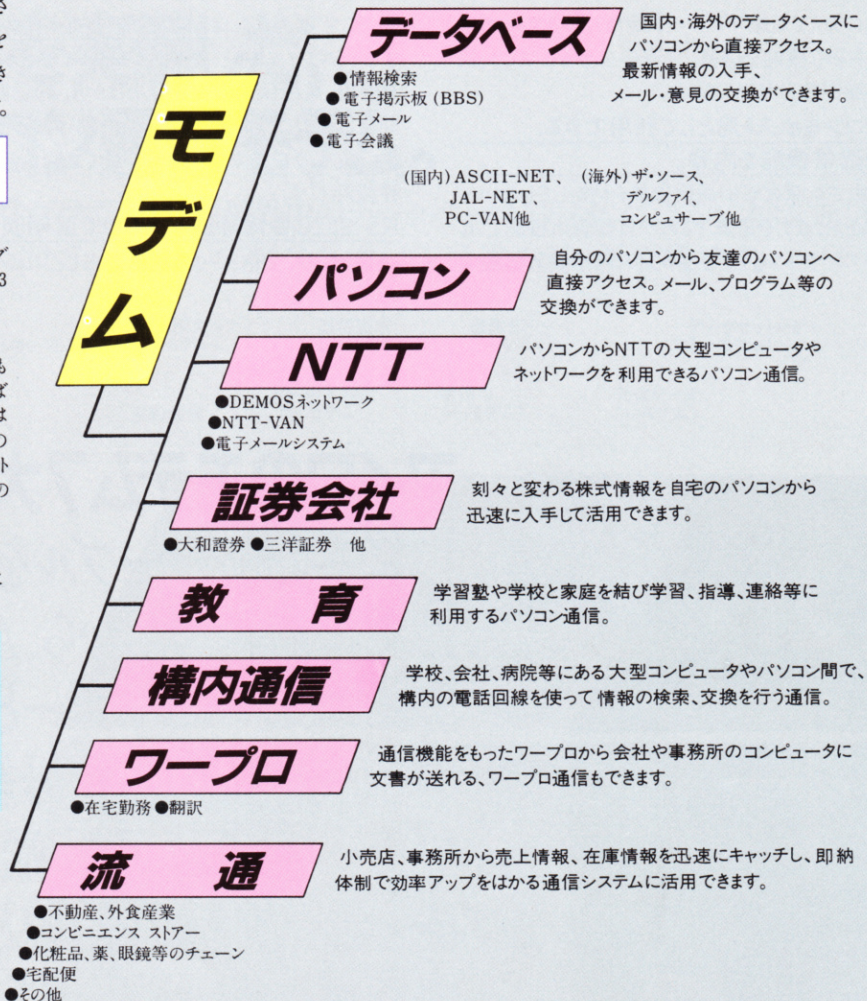 モデム
データベース
国内・海外のデータベースに
パソコンから直接アクセス。
最新情報の入手、
メール・意見の交換ができます。
●情報検索
●電子掲示板 (BBS)
●電子メール
●電子会議
(国内) ASCII-NET、
JAL-NET、
PC-VAN他
(海外) ザ・ソース、
デルファイ、
コンピュサーブ他
パソコン
自分のパソコンから友達のパソコンへ
直接アクセス。メール、プログラム等の
交換ができます。
NTT
パソコンからNTTの大型コンピュータや
ネットワークを利用できるパソコン通信。
●DEMOSネットワーク
●NTT-VAN
●電子メールシステム
証券会社
刻々と変わる株式情報を自宅のパソコンから
迅速に入手して活用できます。
●大和證券 ●三洋証券 他
教 育
学習塾や学校と家庭を結び学習、指導、連絡等に
利用するパソコン通信。
構内通信
学校、会社、病院等にある大型コンピュータやパソコン間で、
構内の電話回線を使って情報の検索、交換を行う通信。
ワープロ
通信機能をもったワープロから会社や事務所のコンピュータに
文書が送れる、ワープロ通信もできます。
●在宅勤務 ●翻訳
流 通
小売店、事務所から売上情報、在庫情報を迅速にキャッチし、即納
体制で効率アップをはかる通信システムに活用できます。
●不動産、外食産業
●コンビニエンス ストアー
●化粧品、薬、眼鏡等のチェーン
●宅配便
●その他